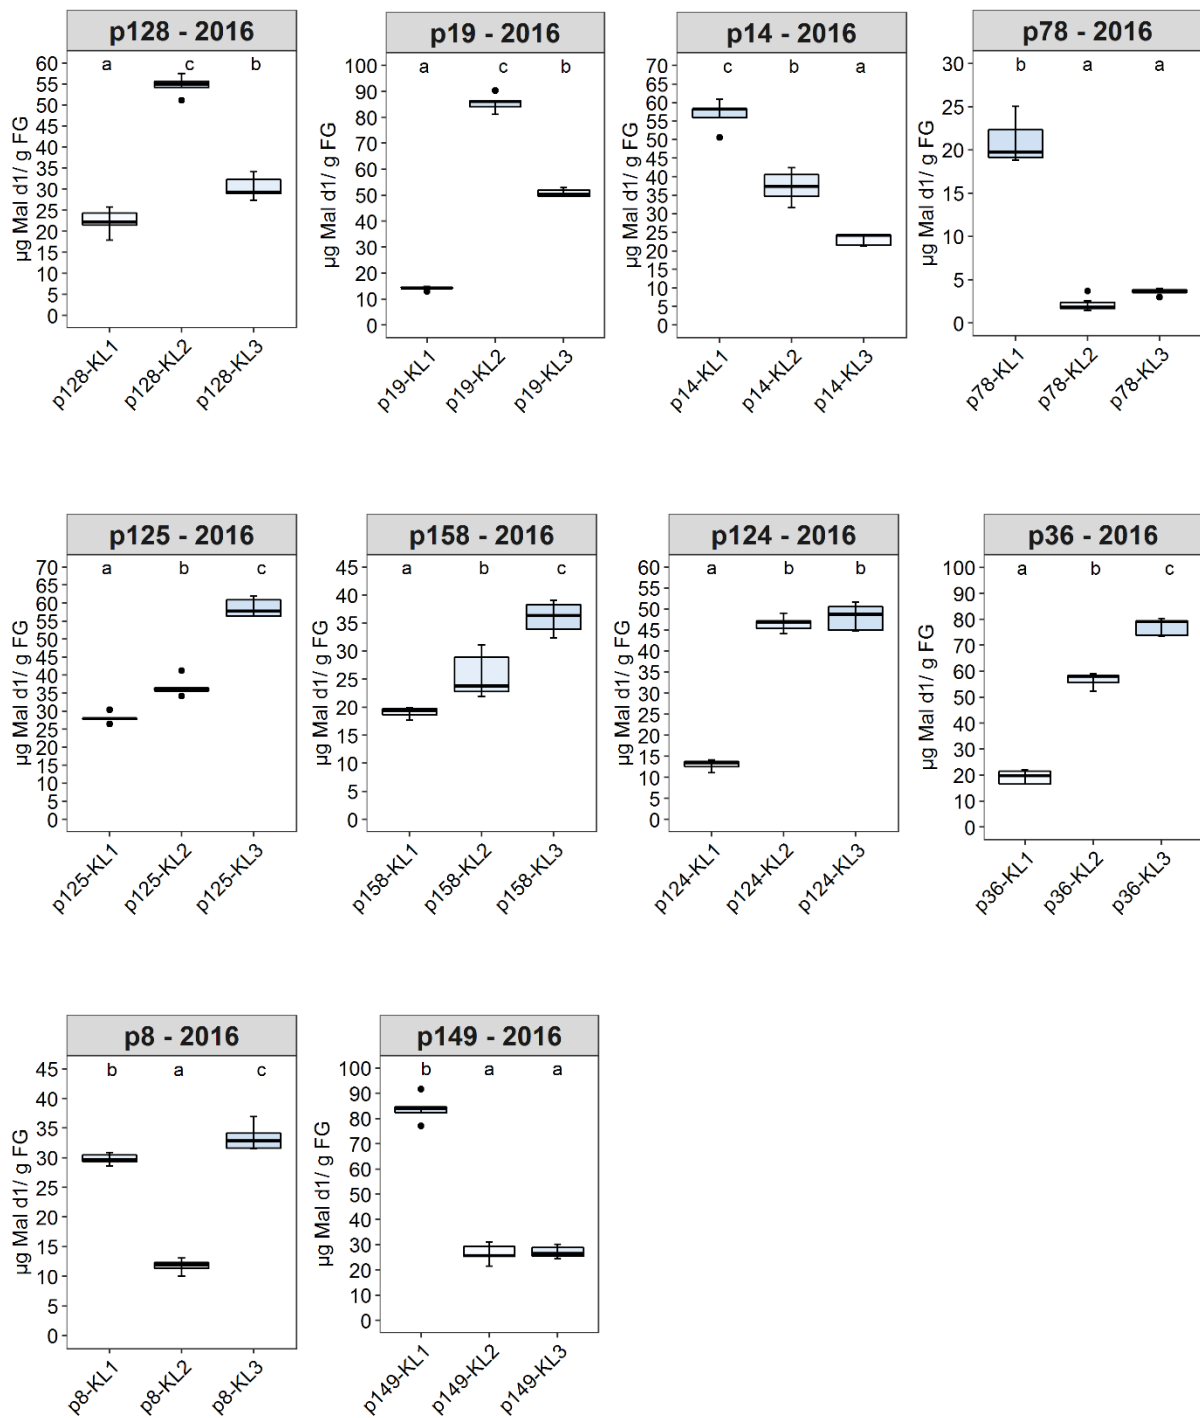 p128 - 2016
a c b
µg Mal d1/ g FG
60
55
50
45
40
35
30
25
20
15
10
5
0
p128-KL1
p128-KL2
p128-KL3
p19 - 2016
a c b
µg Mal d1/ g FG
100
90
80
70
60
50
40
30
20
10
0
p19-KL1
p19-KL2
p19-KL3
p14 - 2016
c b a
µg Mal d1/ g FG
70
65
60
55
50
45
40
35
30
25
20
15
10
5
0
p14-KL1
p14-KL2
p14-KL3
p78 - 2016
b a a
µg Mal d1/ g FG
30
25
20
15
10
5
0
p78-KL1
p78-KL2
p78-KL3
p125 - 2016
a b c
µg Mal d1/ g FG
70
65
60
55
50
45
40
35
30
25
20
15
10
5
0
p125-KL1
p125-KL2
p125-KL3
p158 - 2016
a b c
µg Mal d1/ g FG
45
40
35
30
25
20
15
10
5
0
p158-KL1
p158-KL2
p158-KL3
p124 - 2016
a b b
µg Mal d1/ g FG
60
55
50
45
40
35
30
25
20
15
10
5
0
p124-KL1
p124-KL2
p124-KL3
p36 - 2016
a b c
µg Mal d1/ g FG
100
90
80
70
60
50
40
30
20
10
0
p36-KL1
p36-KL2
p36-KL3
p8 - 2016
b a c
µg Mal d1/ g FG
45
40
35
30
25
20
15
10
5
0
p8-KL1
p8-KL2
p8-KL3
p149 - 2016
b a a
µg Mal d1/ g FG
100
90
80
70
60
50
40
30
20
10
0
p149-KL1
p149-KL2
p149-KL3